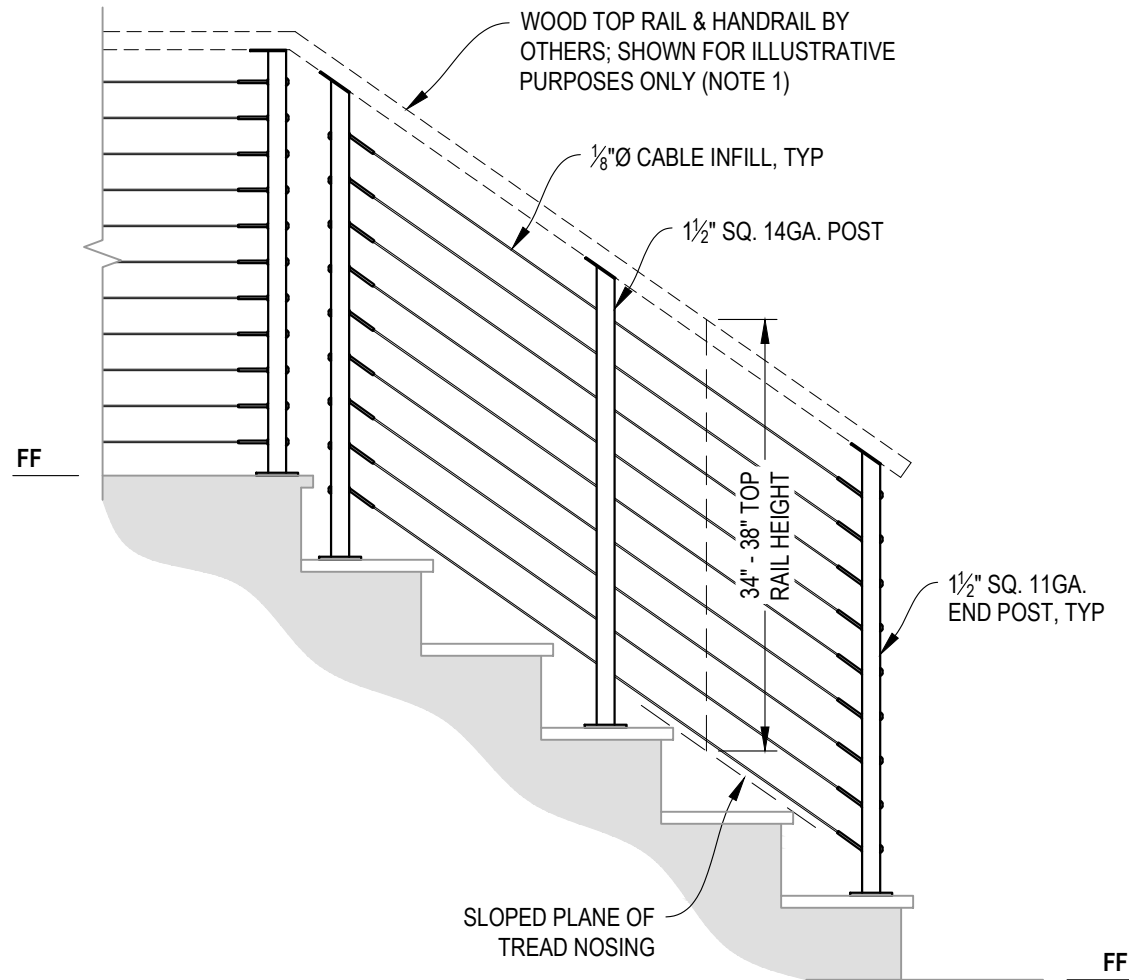 WOOD TOP RAIL & HANDRAIL BY
OTHERS; SHOWN FOR ILLUSTRATIVE
PURPOSES ONLY (NOTE 1)
⅛"Ø CABLE INFILL, TYP
1½" SQ. 14GA. POST
FF
34" - 38" TOP
RAIL HEIGHT
1½" SQ. 11GA.
END POST, TYP
SLOPED PLANE OF
TREAD NOSING
FF